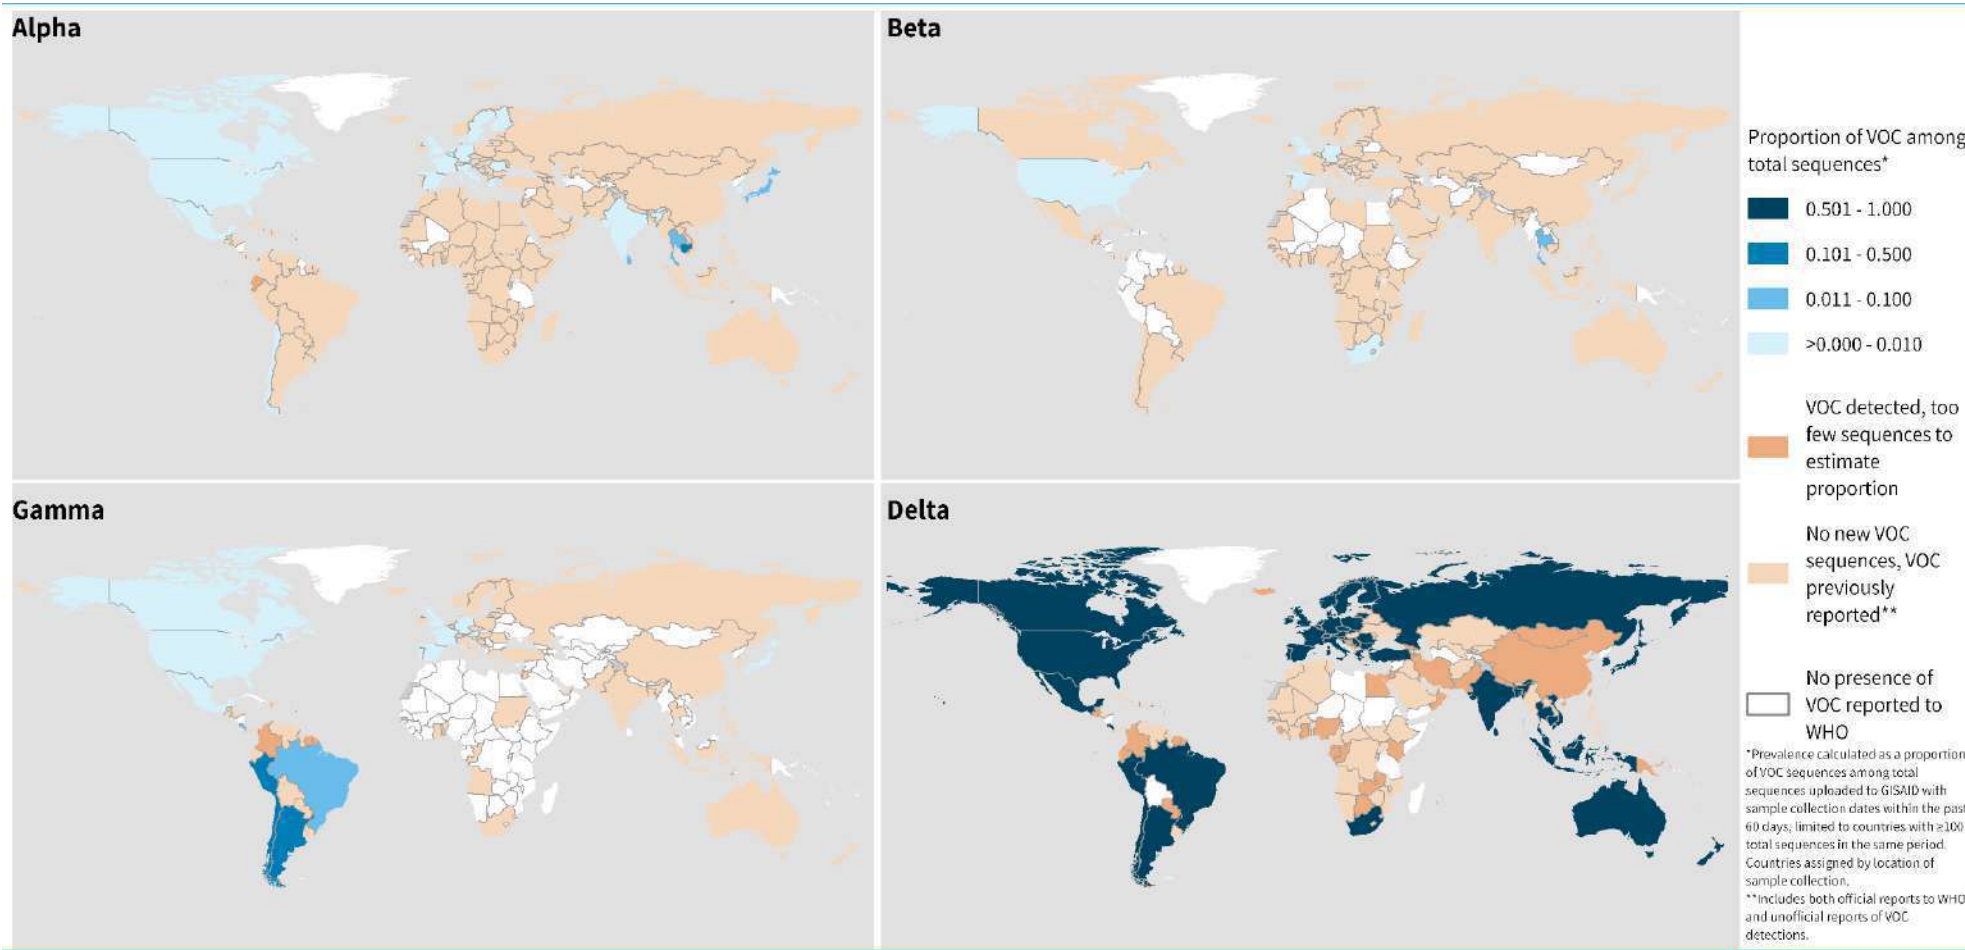 Alpha
Beta
Gamma
Delta
Proportion of VOC among
total sequences*
0.501 - 1.000
0.101 - 0.500
0.011 - 0.100
>0.000 - 0.010
VOC detected, too
few sequences to
estimate
proportion
No new VOC
sequences, VOC
previously
reported**
No presence of
VOC reported to
WHO
*Prevalence calculated as a proportion
of VOC sequences among total
sequences uploaded to GISAID with
sample collection dates within the past
60 days; limited to countries with ≥100
total sequences in the same period.
Countries assigned by location of
sample collection.
**Includes both official reports to WHO
and unofficial reports of VOC
detections.